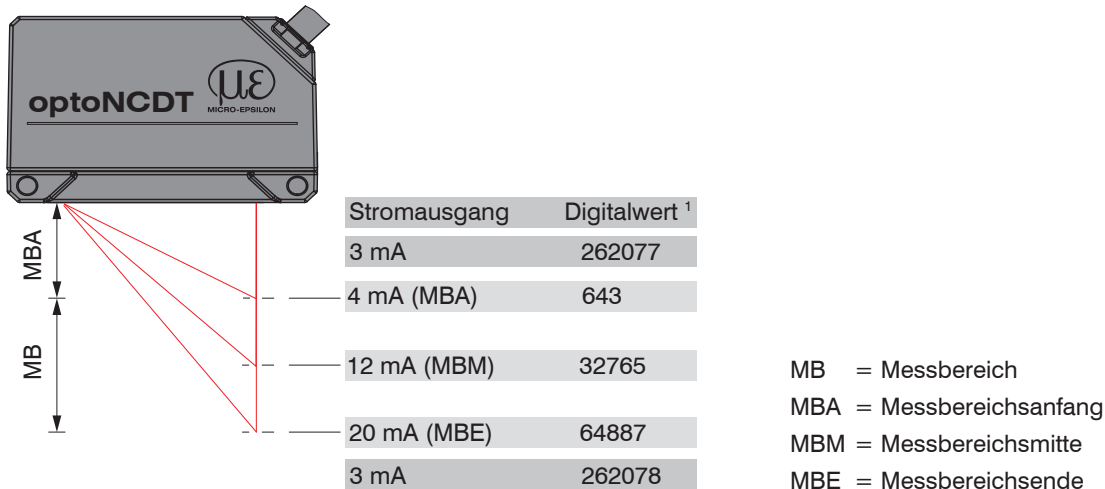 optoNCDT
με
MICRO-EPSILON
MBA
MB
Stromausgang Digitalwert 1
3 mA 262077
4 mA (MBA) 643
12 mA (MBM) 32765
20 mA (MBE) 64887
3 mA 262078
MB = Messbereich
MBA = Messbereichsanfang
MBM = Messbereichsmitte
MBE = Messbereichsende